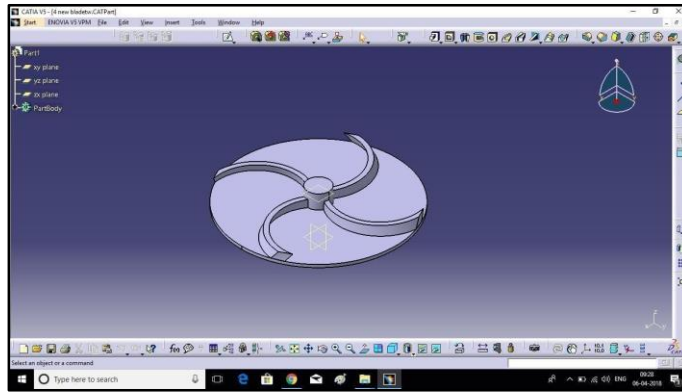 CATIA V5 - [4 new bladetw.CATPart]
Start ENOVIA V5 VPM File Edit View Insert Tools Window Help
Part1
xy plane
yz plane
zx plane
PartBody
Select an object or a command
Type here to search
ENG
09:28
06-04-2018